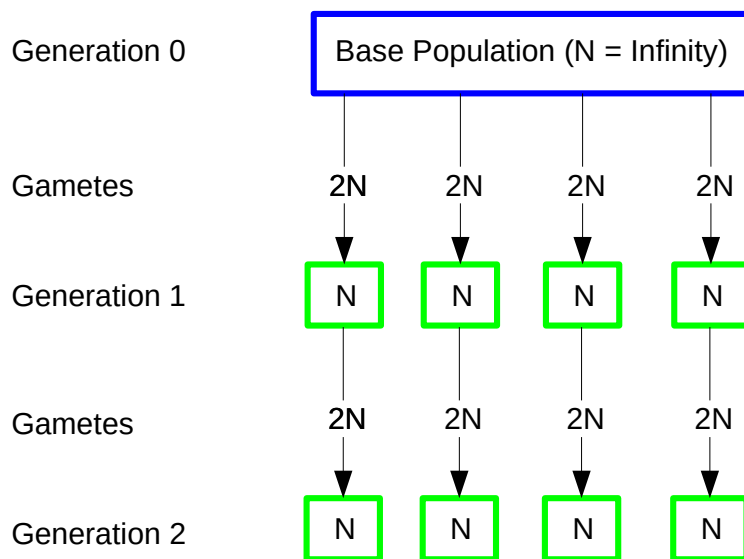 Generation 0 Base Population (N = Infinity)
Gametes 2N 2N 2N 2N
Generation 1 N N N N
Gametes 2N 2N 2N 2N
Generation 2 N N N N